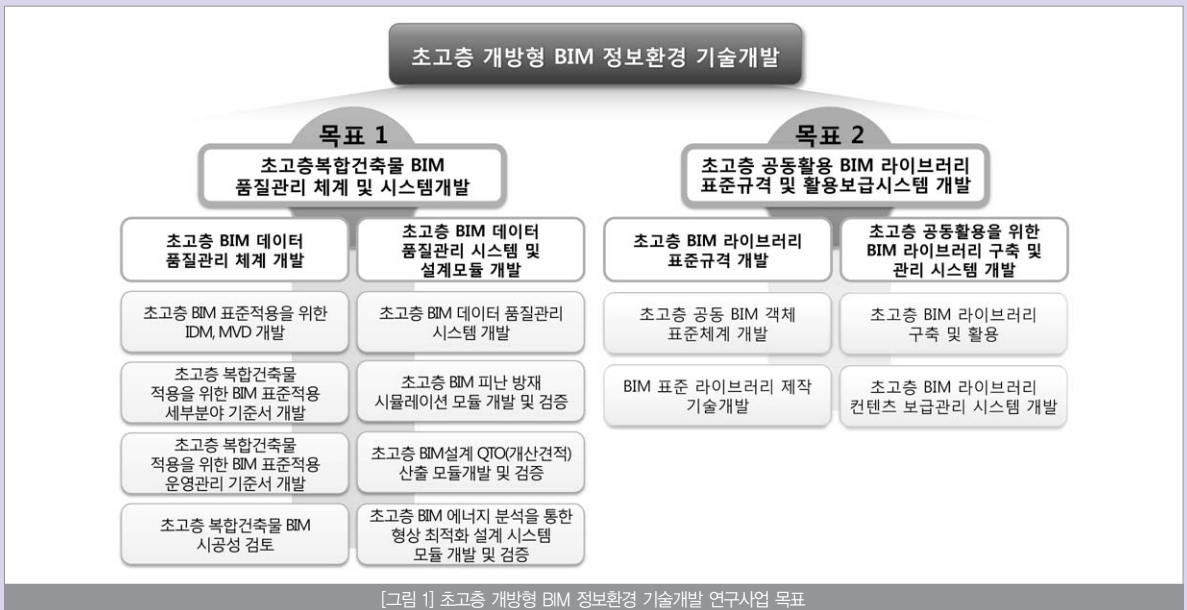 초고층 개방형 BIM 정보환경 기술개발
목표 1
초고층복합건축물 BIM
품질관리 체계 및 시스템개발
초고층 BIM 데이터
품질관리 체계 개발
초고층 BIM 표준적용을 위한
IDM, MVD 개발
초고층 복합건축물
적용을 위한 BIM 표준적용
세부분야 기준서 개발
초고층 복합건축물
적용을 위한 BIM 표준적용
운영관리 기준서 개발
초고층 복합건축물 BIM
시공성 검토
초고층 BIM 데이터
품질관리 시스템 및
설계모듈 개발
초고층 BIM 데이터 품질관리
시스템 개발
초고층 BIM 피난 방재
시뮬레이션 모듈 개발 및 검증
초고층 BIM설계 QTO(개산견적)
산출 모듈개발 및 검증
초고층 BIM 에너지 분석을 통한
형상 최적화 설계 시스템
모듈 개발 및 검증
목표 2
초고층 공동활용 BIM 라이브러리
표준규격 및 활용보급시스템 개발
초고층 BIM 라이브러리
표준규격 개발
초고층 공동 BIM 객체
표준체계 개발
BIM 표준 라이브러리 제작
기술개발
초고층 공동활용을 위한
BIM 라이브러리 구축 및
관리 시스템 개발
초고층 BIM 라이브러리
구축 및 활용
초고층 BIM 라이브러리
컨텐츠 보급관리 시스템 개발
[그림 1] 초고층 개방형 BIM 정보환경 기술개발 연구사업 목표